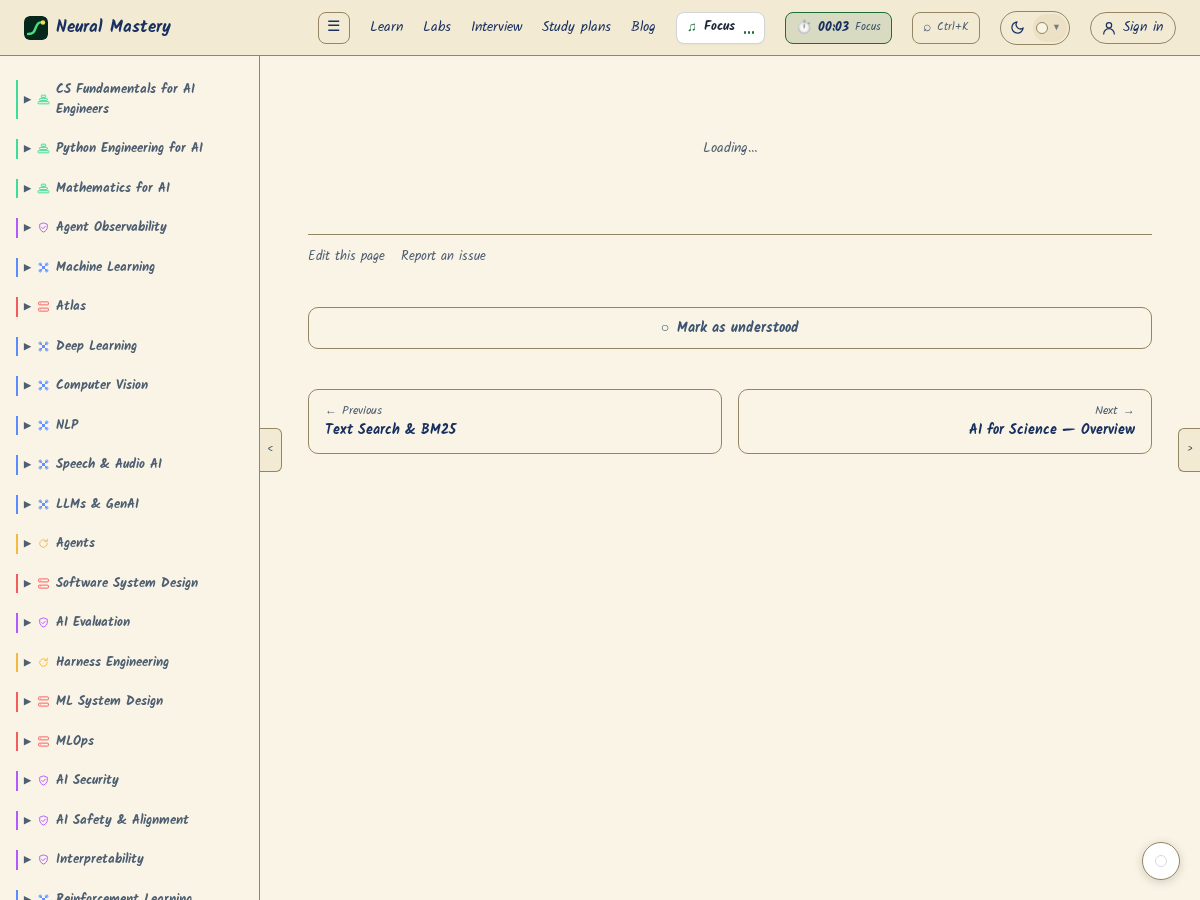 Neural Mastery
Learn
Labs
Interview
Study plans
Blog
♫ Focus ...
00:03 Focus
Ctrl+K
Sign in
CS Fundamentals for AI
Engineers
Python Engineering for AI
Mathematics for AI
Agent Observability
Machine Learning
Atlas
Deep Learning
Computer Vision
NLP
Speech & Audio AI
LLMs & GenAI
Agents
Software System Design
AI Evaluation
Harness Engineering
ML System Design
MLOps
AI Security
AI Safety & Alignment
Interpretability
Reinforcement Learning
Loading...
Edit this page
Report an issue
○ Mark as understood
← Previous
Text Search & BM25
Next →
AI for Science — Overview
<
>